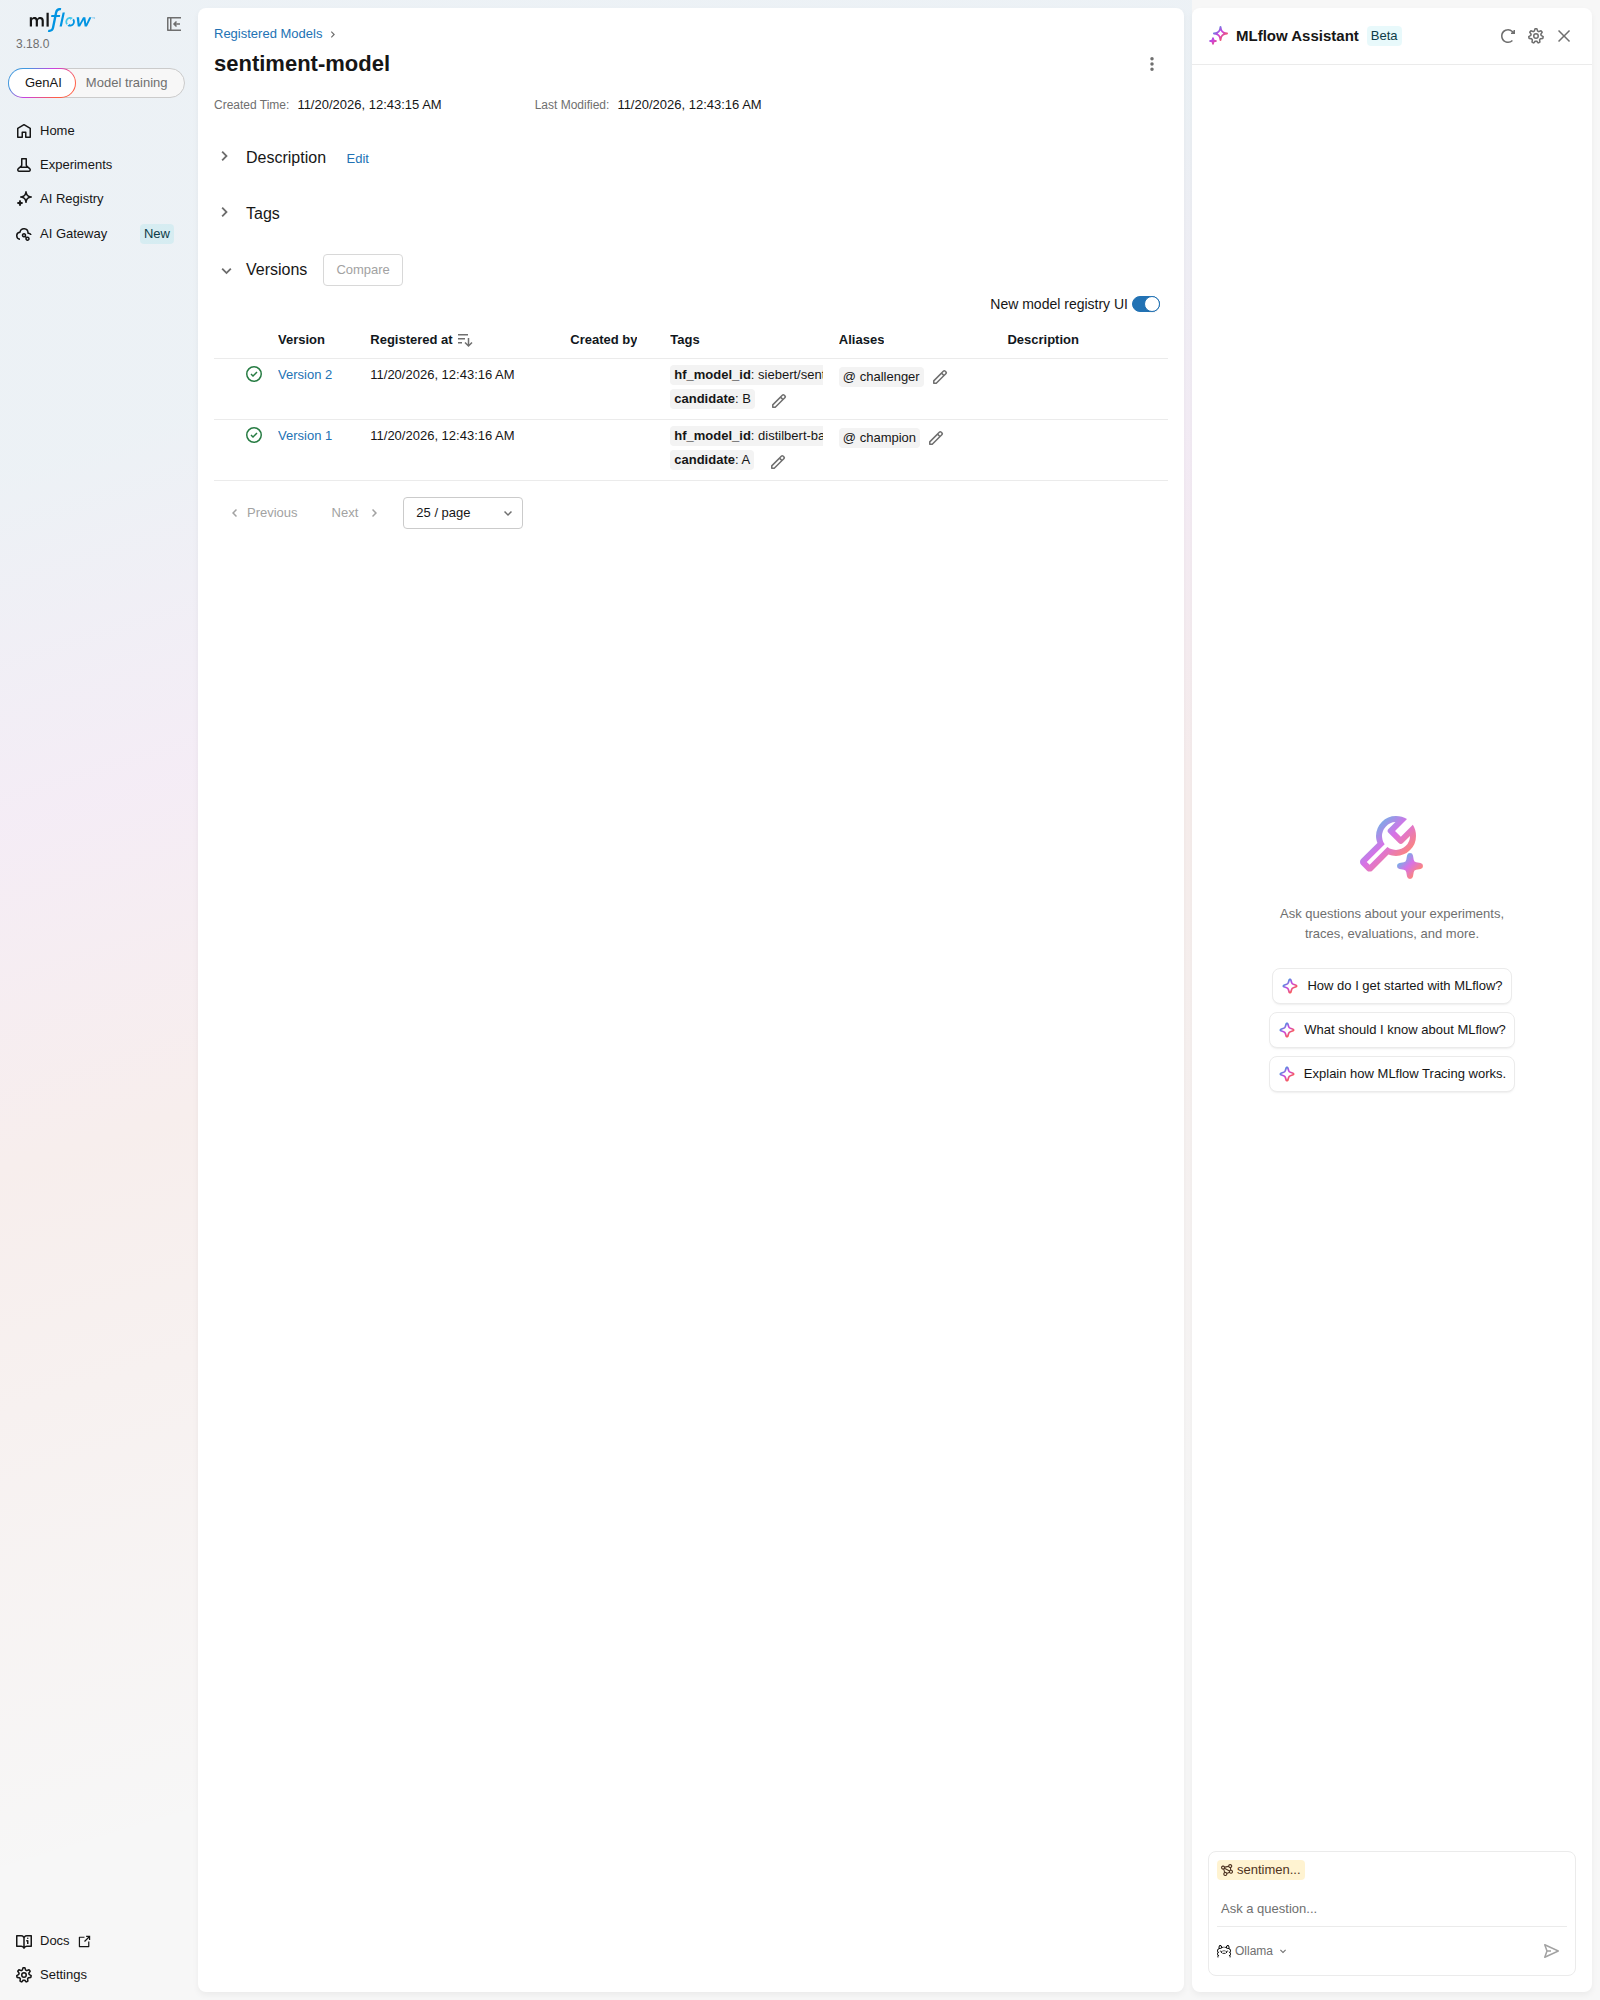 mlflow
3.18.0
GenAI Model training
Home
Experiments
AI Registry
AI Gateway New
Docs
Settings
Registered Models
sentiment-model
Created Time: 11/20/2026, 12:43:15 AM Last Modified: 11/20/2026, 12:43:16 AM
Description Edit
Tags
Versions Compare
New model registry UI
Version Registered at Created by Tags Aliases Description
Version 2 11/20/2026, 12:43:16 AM hf_model_id: siebert/sent @ challenger
candidate: B
Version 1 11/20/2026, 12:43:16 AM hf_model_id: distilbert-ba @ champion
candidate: A
Previous Next 25 / page
MLflow Assistant Beta
Ask questions about your experiments,
traces, evaluations, and more.
How do I get started with MLflow?
What should I know about MLflow?
Explain how MLflow Tracing works.
sentimen...
Ask a question...
Ollama